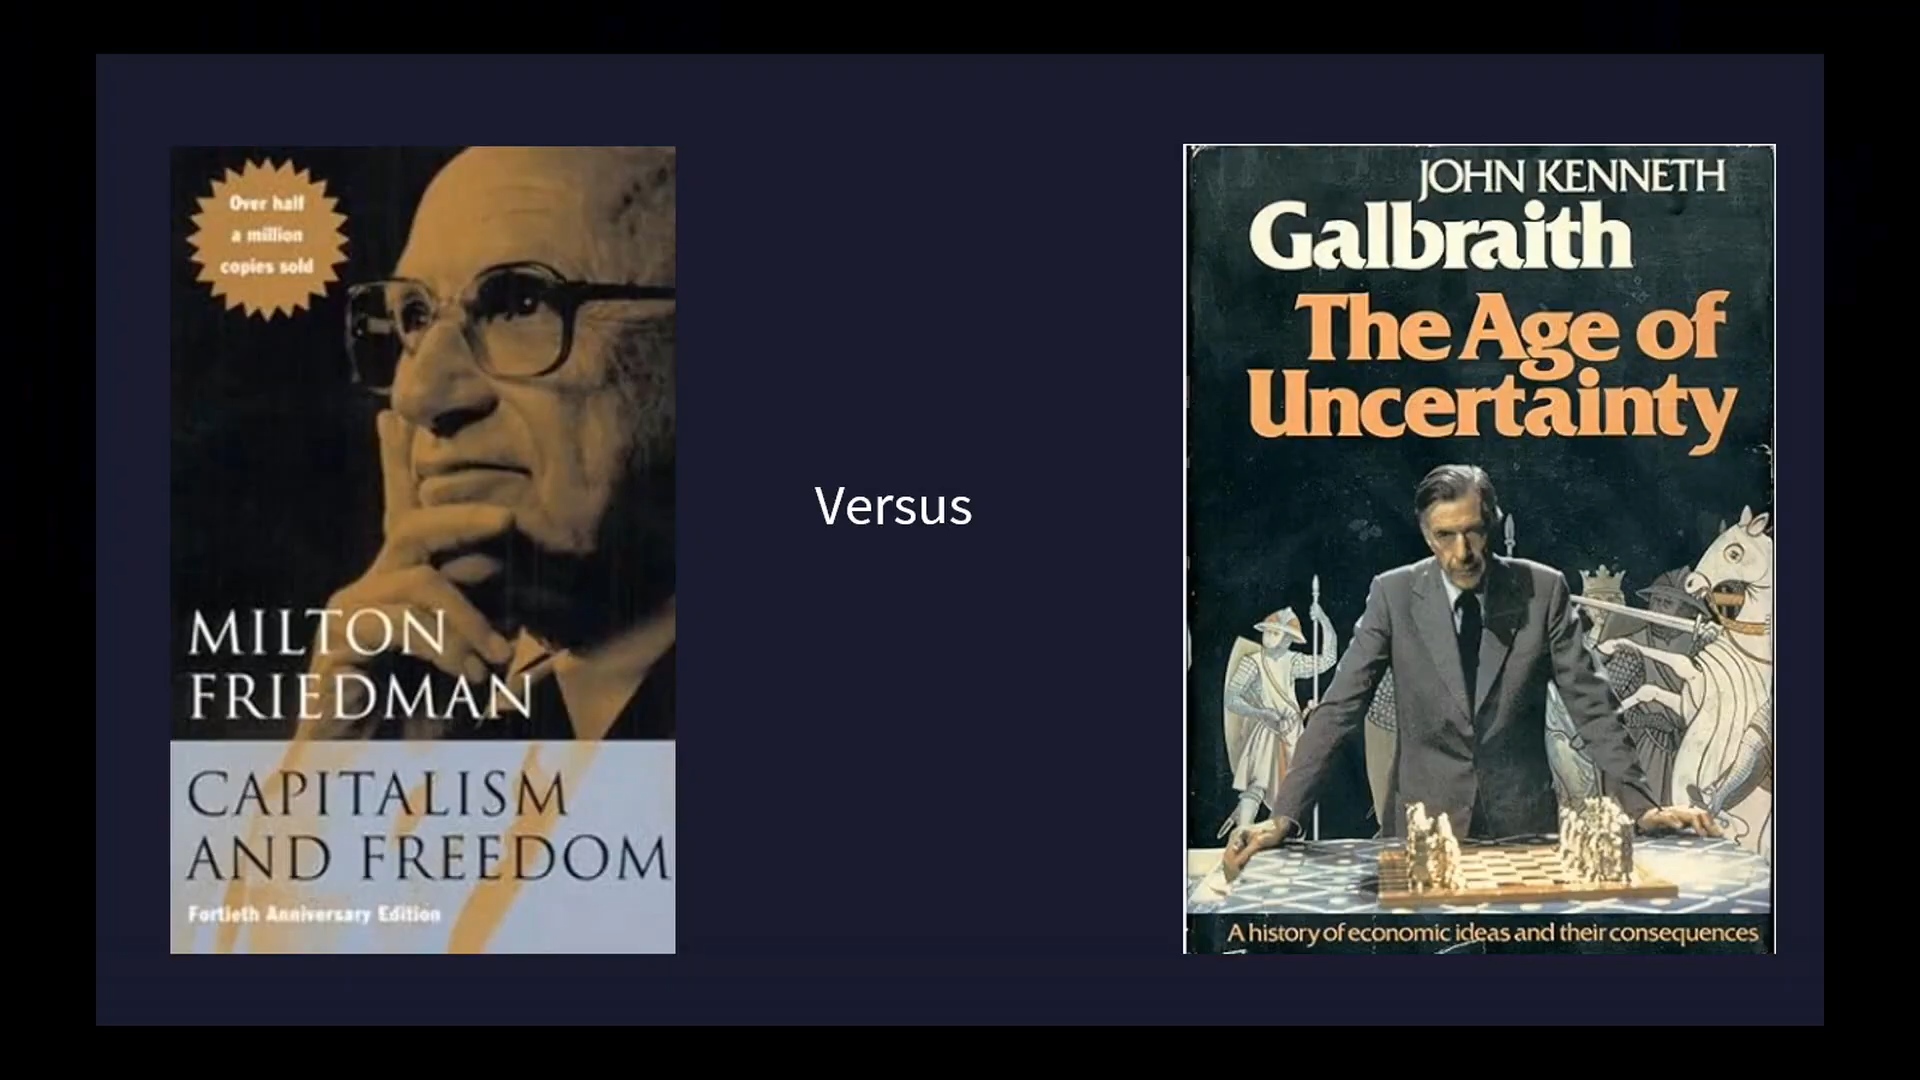 Over half
a million
copies sold
MILTON
FRIEDMAN
CAPITALISM
AND FREEDOM
Fortieth Anniversary Edition
Versus
JOHN KENNETH
Galbraith
The Age of
Uncertainty
A history of economic ideas and their consequences